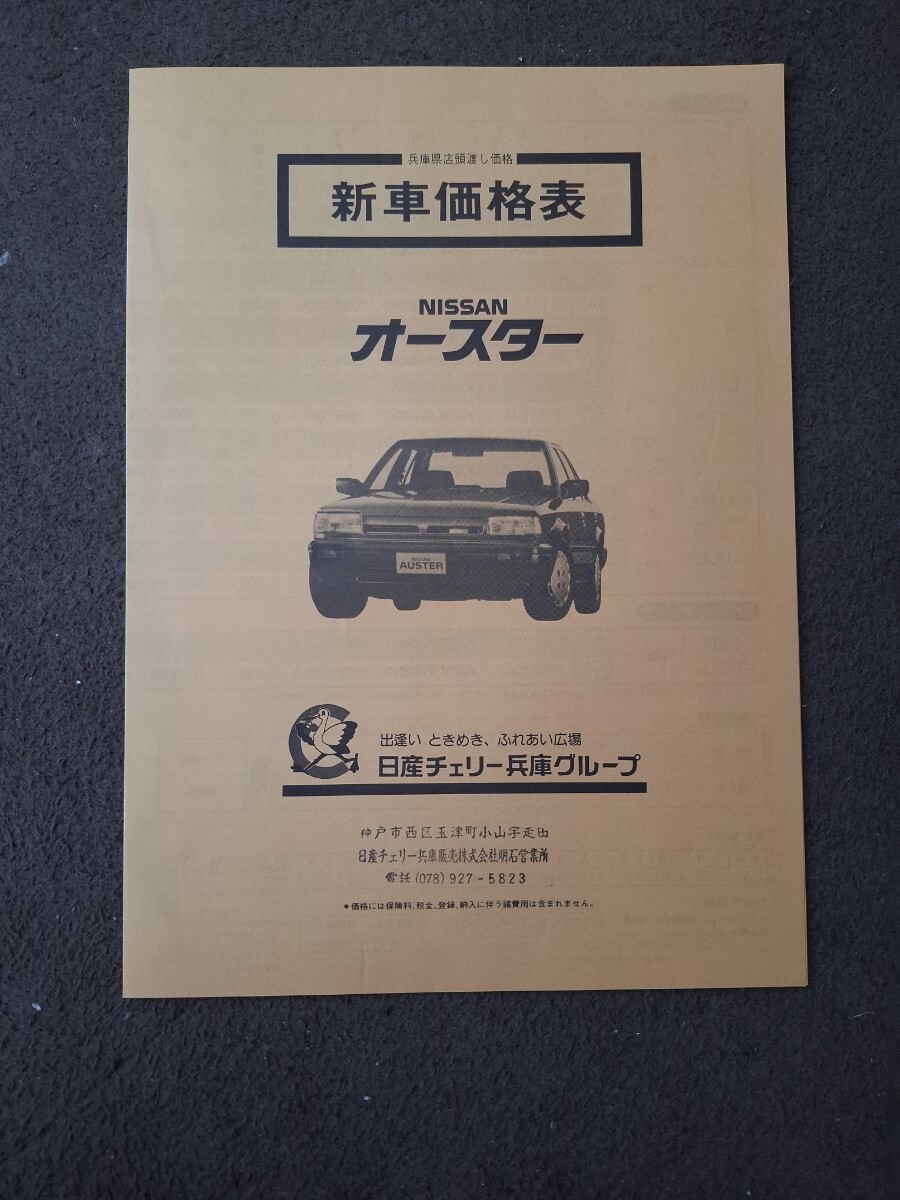 兵庫県店頭渡し価格
新車価格表
NISSAN
オースター
NISSAN
AUSTER
出逢い ときめき、ふれあい広場
日産チェリー兵庫グループ
神戸市西区玉津町小山字疋田
日産チェリー兵庫販売株式会社明石営業所
電話(078)927-5823
●価格には保険料、税金、登録、納入に伴う諸費用は含まれません。